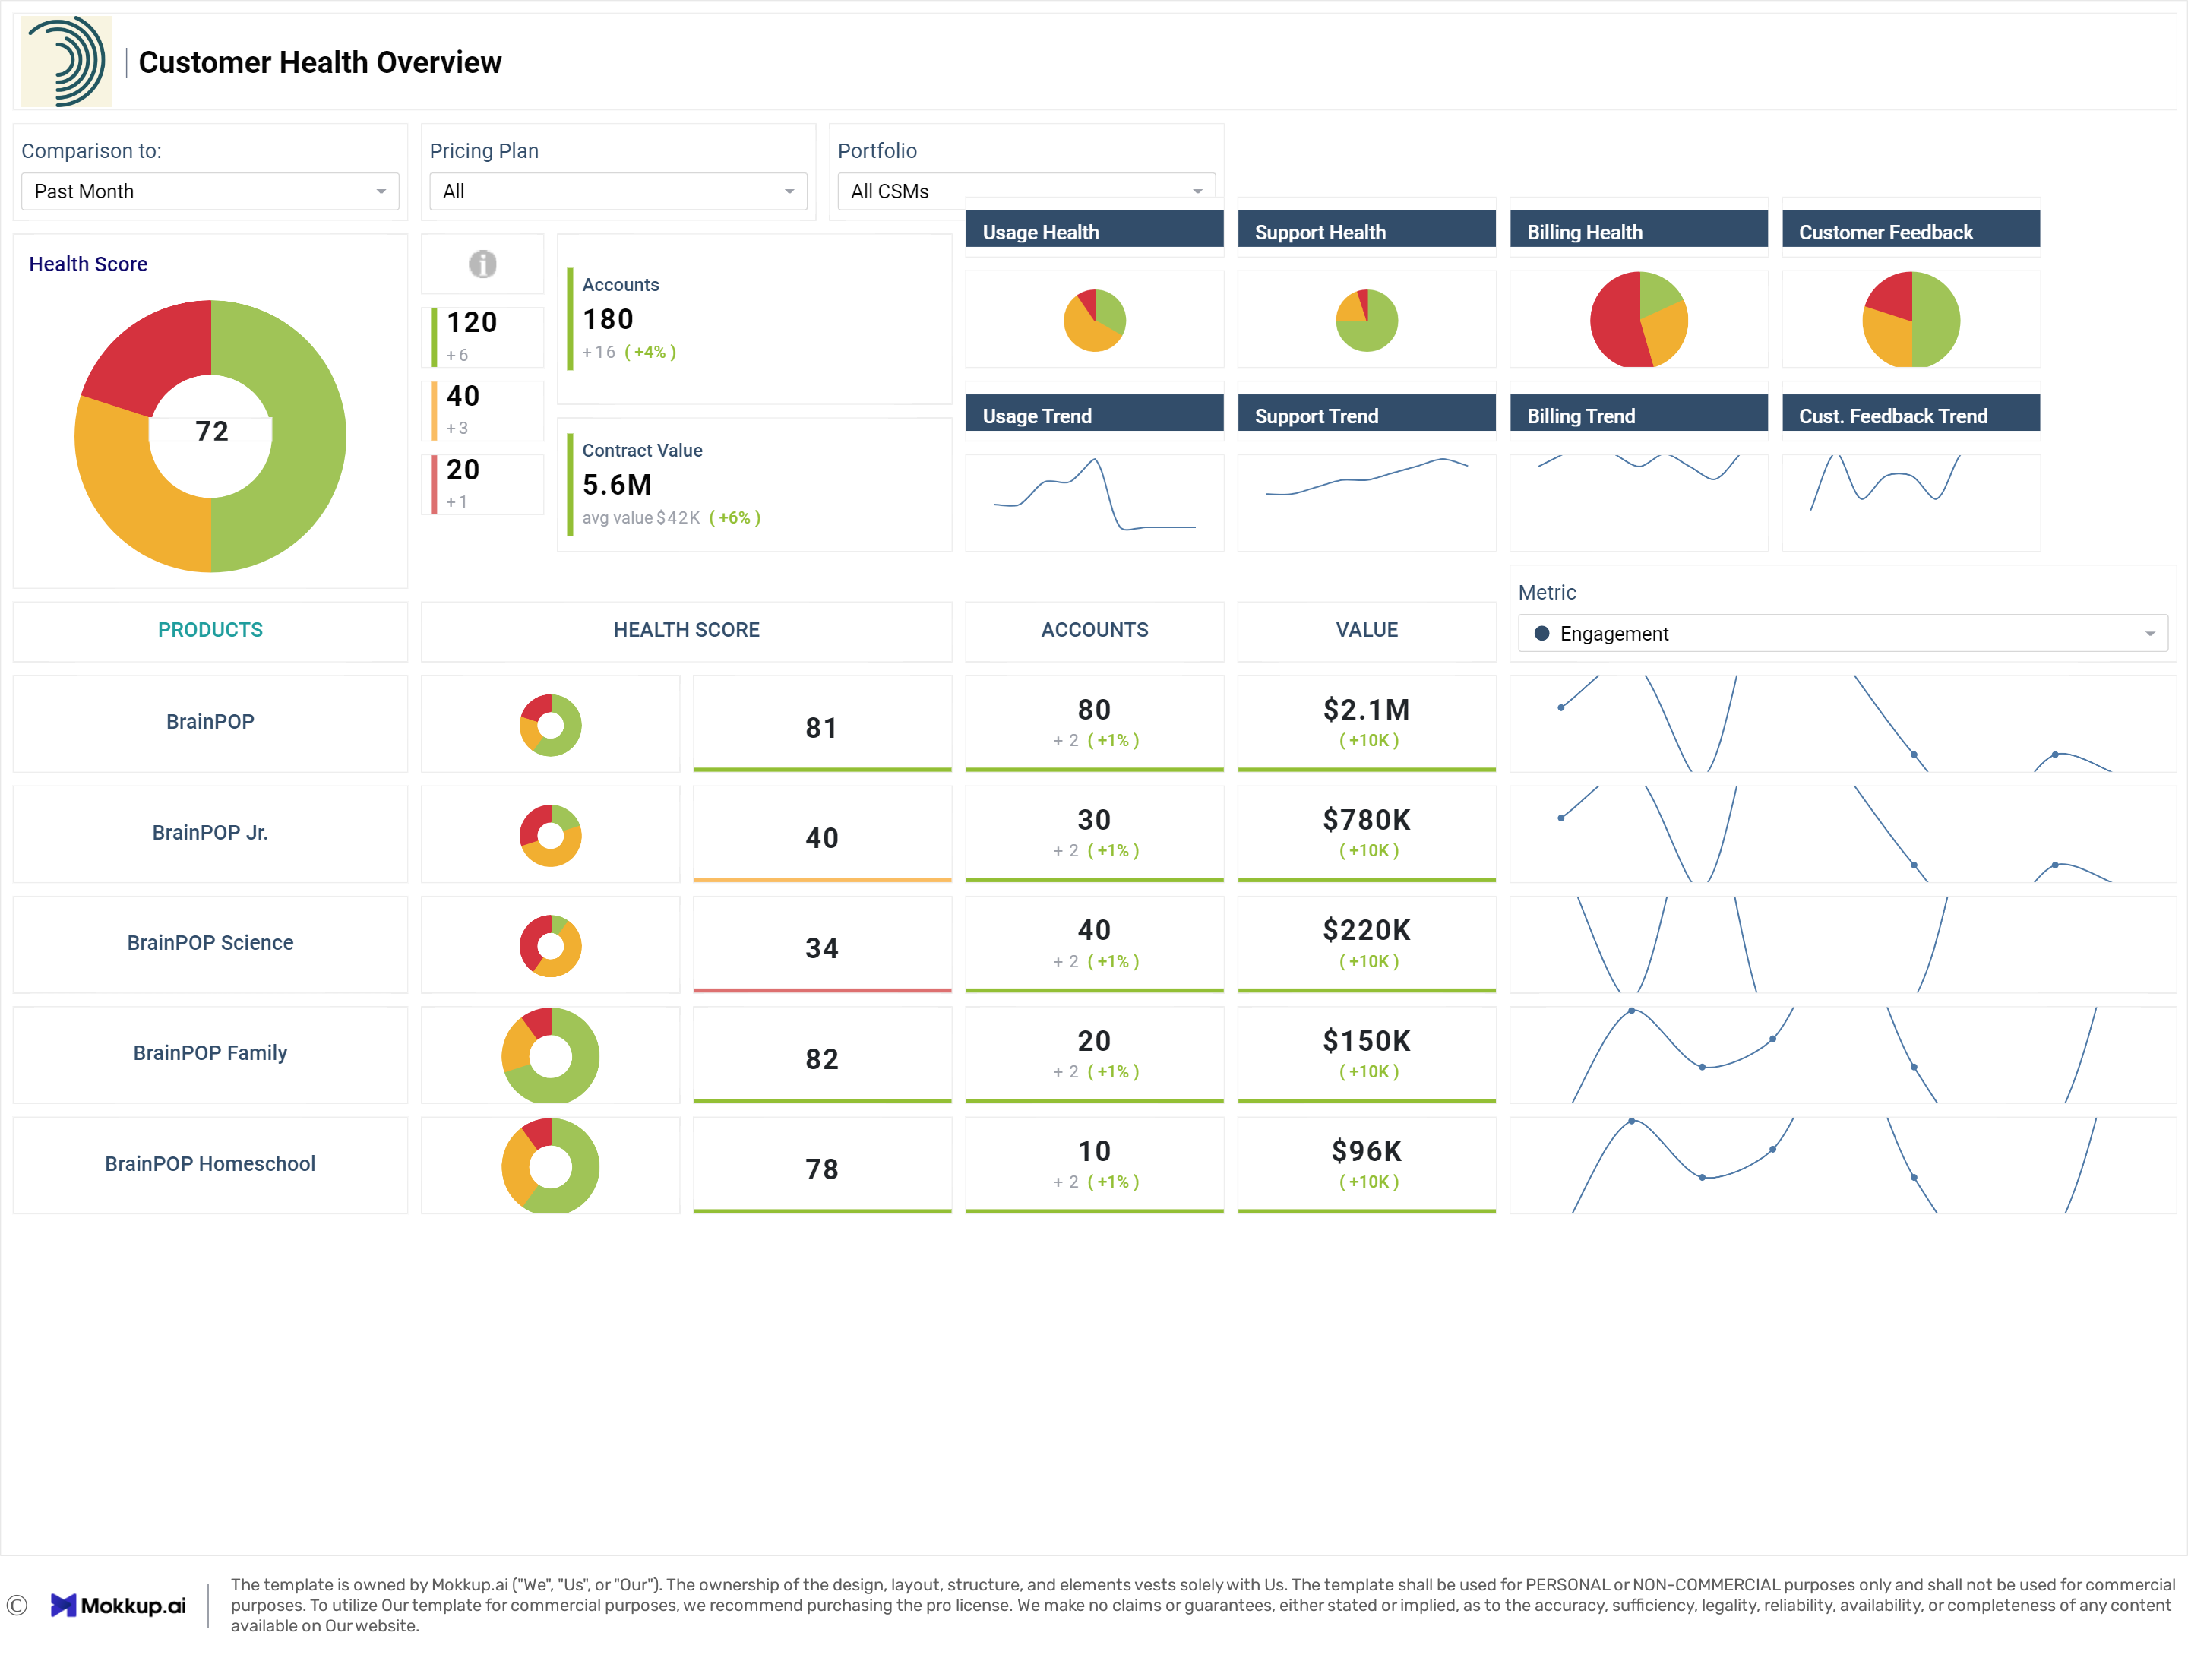 Customer Health Overview
Comparison to:
Past Month
Pricing Plan
All
Portfolio
All CSMs
Health Score
72
120
+6
40
+3
20
+1
Accounts
180
+16 (+4%)
Contract Value
5.6M
avg value $42K (+6%)
Usage Health
Support Health
Billing Health
Customer Feedback
Usage Trend
Support Trend
Billing Trend
Cust. Feedback Trend
Metric
Engagement
PRODUCTS
HEALTH SCORE
ACCOUNTS
VALUE
BrainPOP
81
80
+ 2 (+1%)
$2.1M
(+10K)
BrainPOP Jr.
40
30
+ 2 (+1%)
$780K
(+10K)
BrainPOP Science
34
40
+ 2 (+1%)
$220K
(+10K)
BrainPOP Family
82
20
+ 2 (+1%)
$150K
(+10K)
BrainPOP Homeschool
78
10
+ 2 (+1%)
$96K
(+10K)
© Mokkup.ai
The template is owned by Mokkup.ai ("We", "Us", or "Our"). The ownership of the design, layout, structure, and elements vests solely with Us. The template shall be used for PERSONAL or NON-COMMERCIAL purposes only and shall not be used for commercial
purposes. To utilize Our template for commercial purposes, we recommend purchasing the pro license. We make no claims or guarantees, either stated or implied, as to the accuracy, sufficiency, legality, reliability, availability, or completeness of any content
available on Our website.